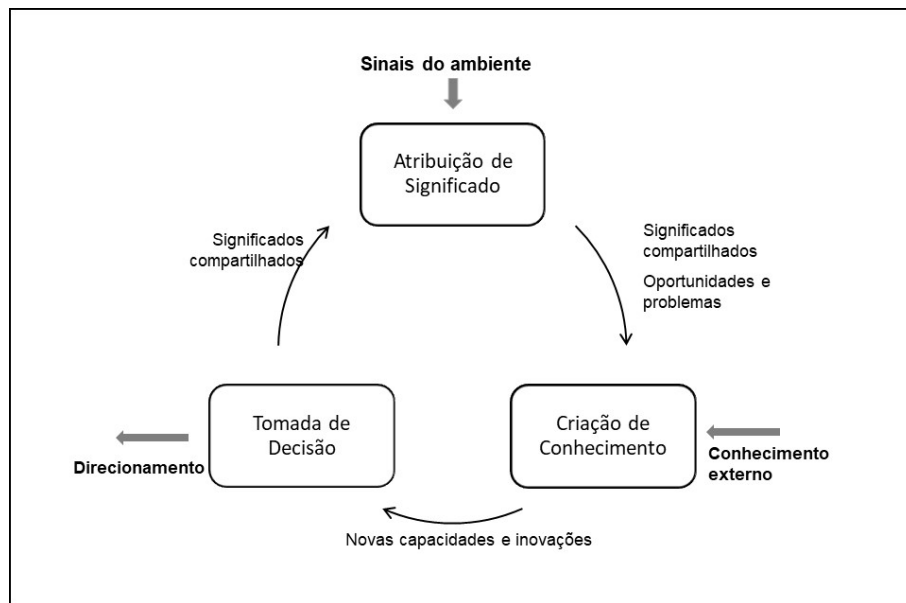 Sinais do ambiente
Atribuição de
Significado
Significados
compartilhados
Significados
compartilhados
Oportunidades e
problemas
Tomada de
Decisão
Criação de
Conhecimento
Direcionamento
Conhecimento
externo
Novas capacidades e inovações